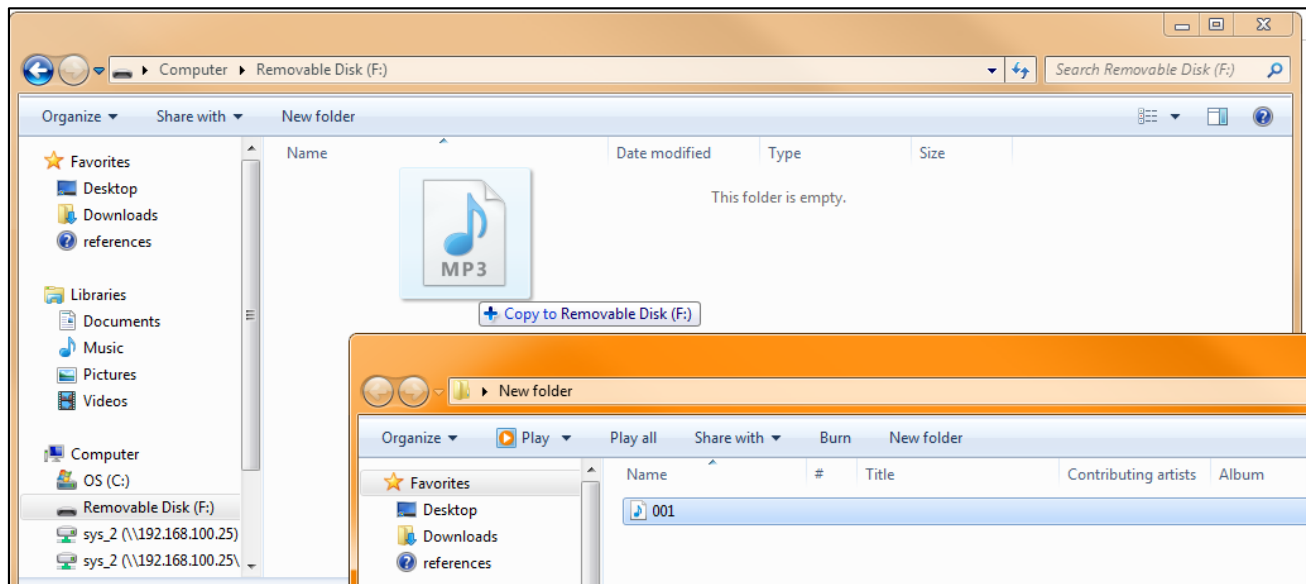 Computer Removable Disk (F:)
Search Removable Disk (F:)
Organize Share with New folder
Favorites
Desktop
Downloads
references
Libraries
Documents
Music
Pictures
Videos
Computer
OS (C:)
Removable Disk (F:)
sys_2 (\\192.168.100.25)
sys_2 (\\192.168.100.25\
Name Date modified Type Size
This folder is empty.
MP3
Copy to Removable Disk (F:)
New folder
Organize Play Play all Share with Burn New folder
Favorites
Desktop
Downloads
references
Name # Title Contributing artists Album
001